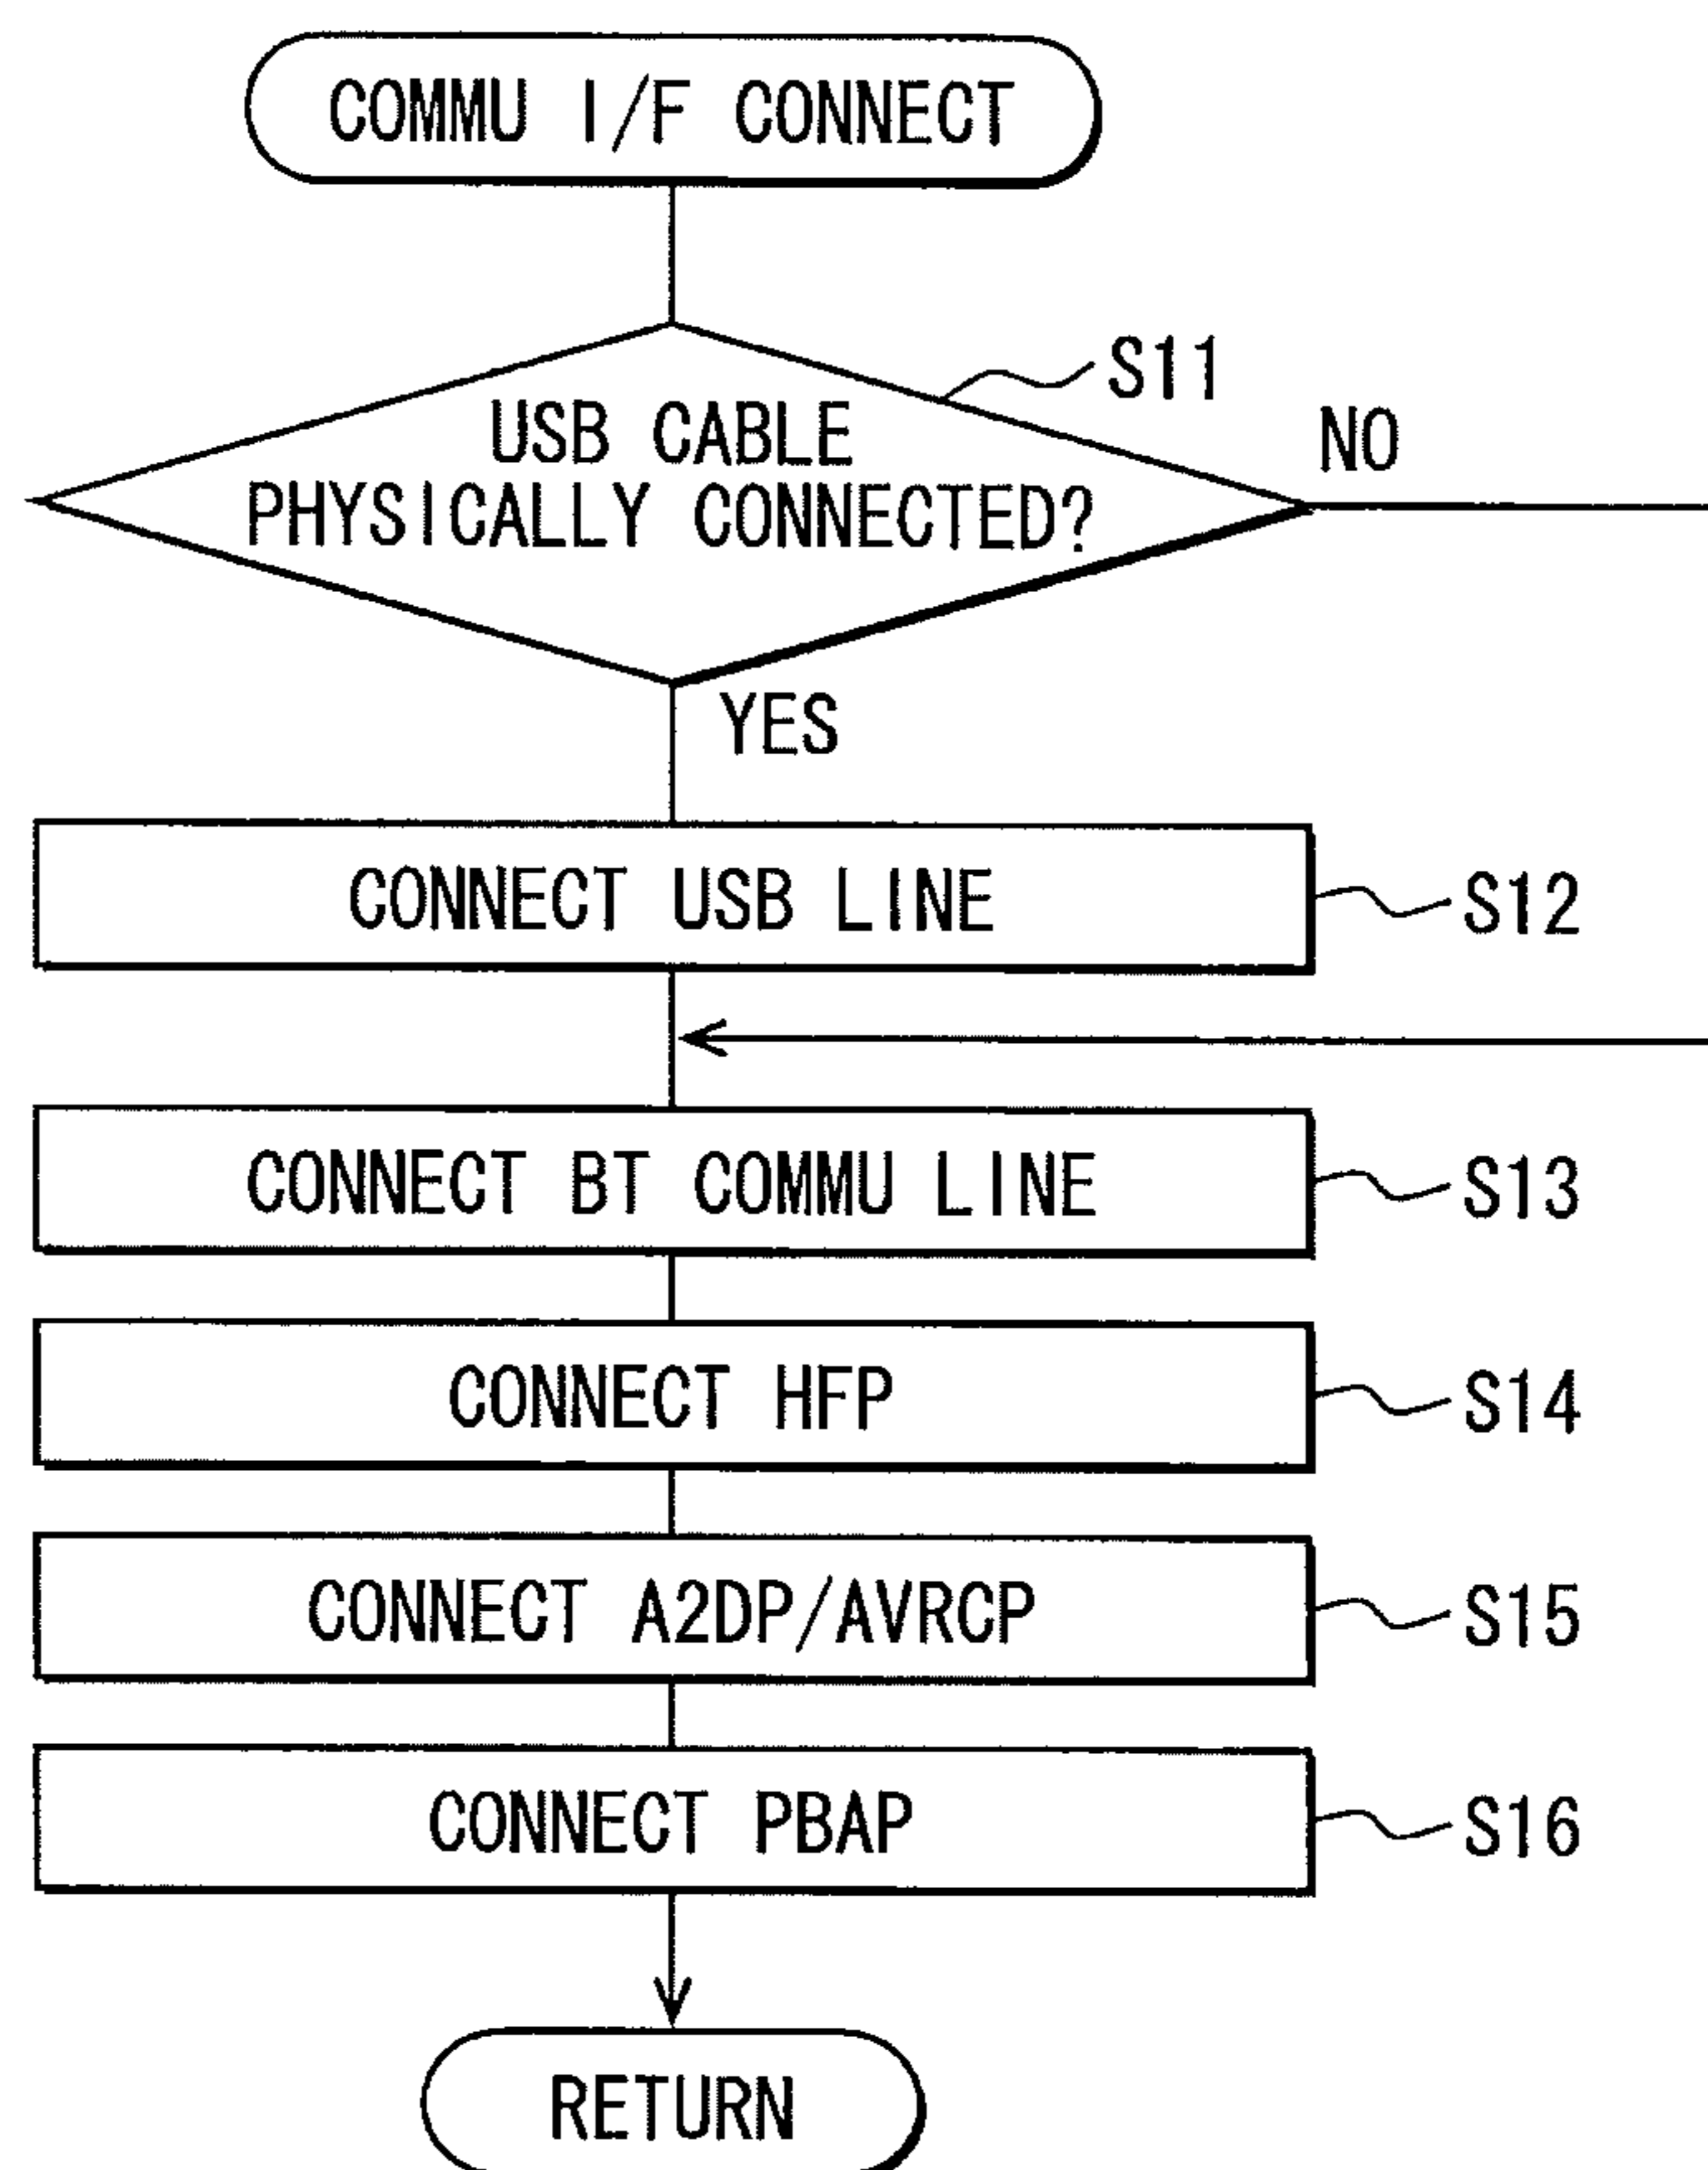 COMMU I/F CONNECT
S11
USB CABLE
NO
PHYSICALLY CONNECTED?
YES
CONNECT USB LINE
S12
CONNECT BT COMMU LINE
S13
CONNECT HFP
S14
CONNECT A2DP/AVRCP
S15
CONNECT PBAP
S16
RETURN